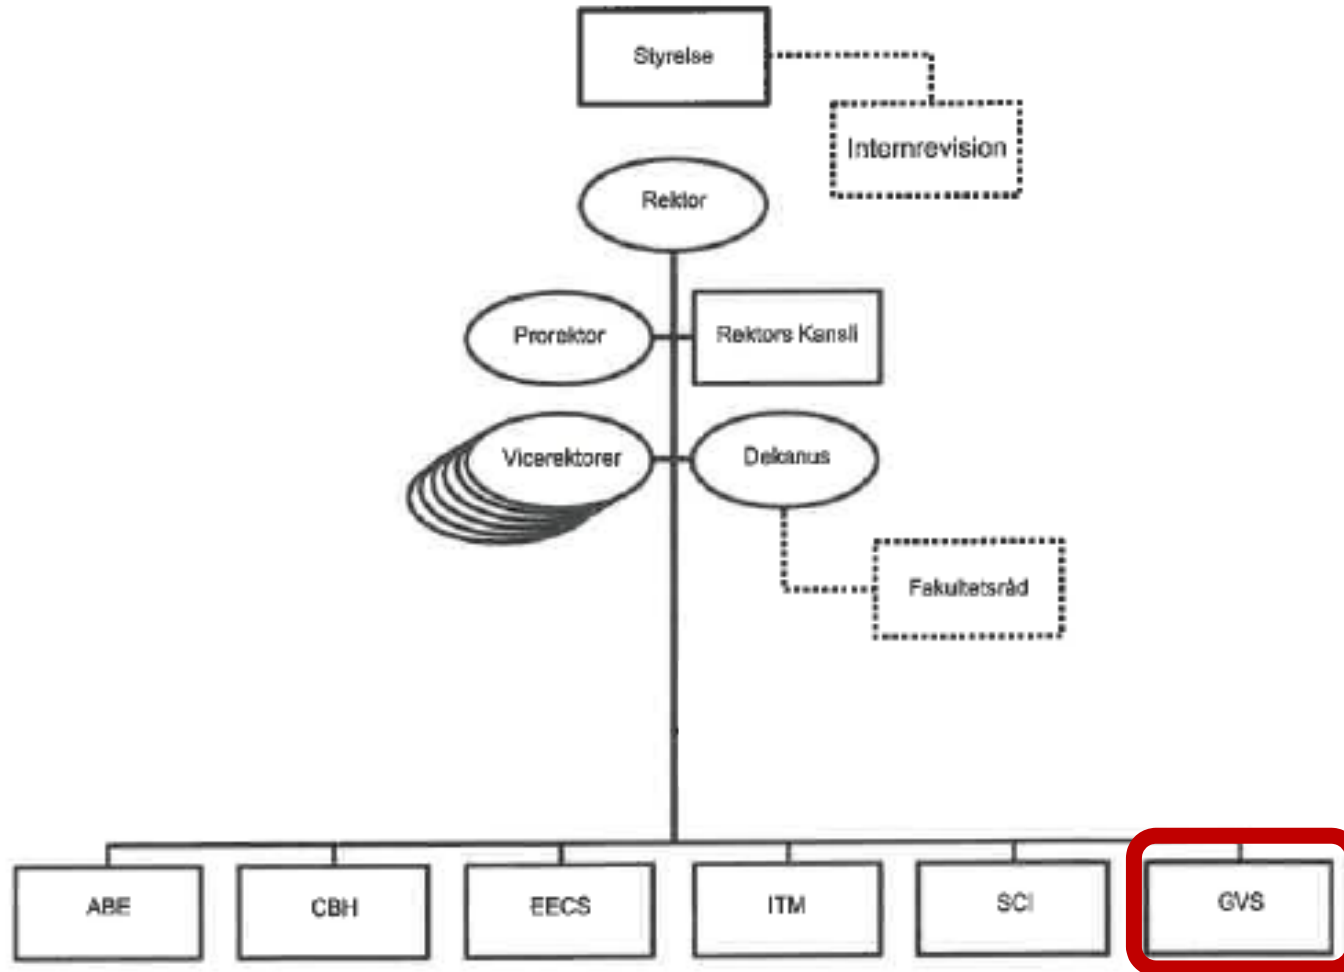 Styrelse
Internrevision
Rektor
Prorektor
Rektors Kansli
Vicerektorer
Dekanus
Fakultetsråd
ABE
CBH
EECS
ITM
SCI
GVS